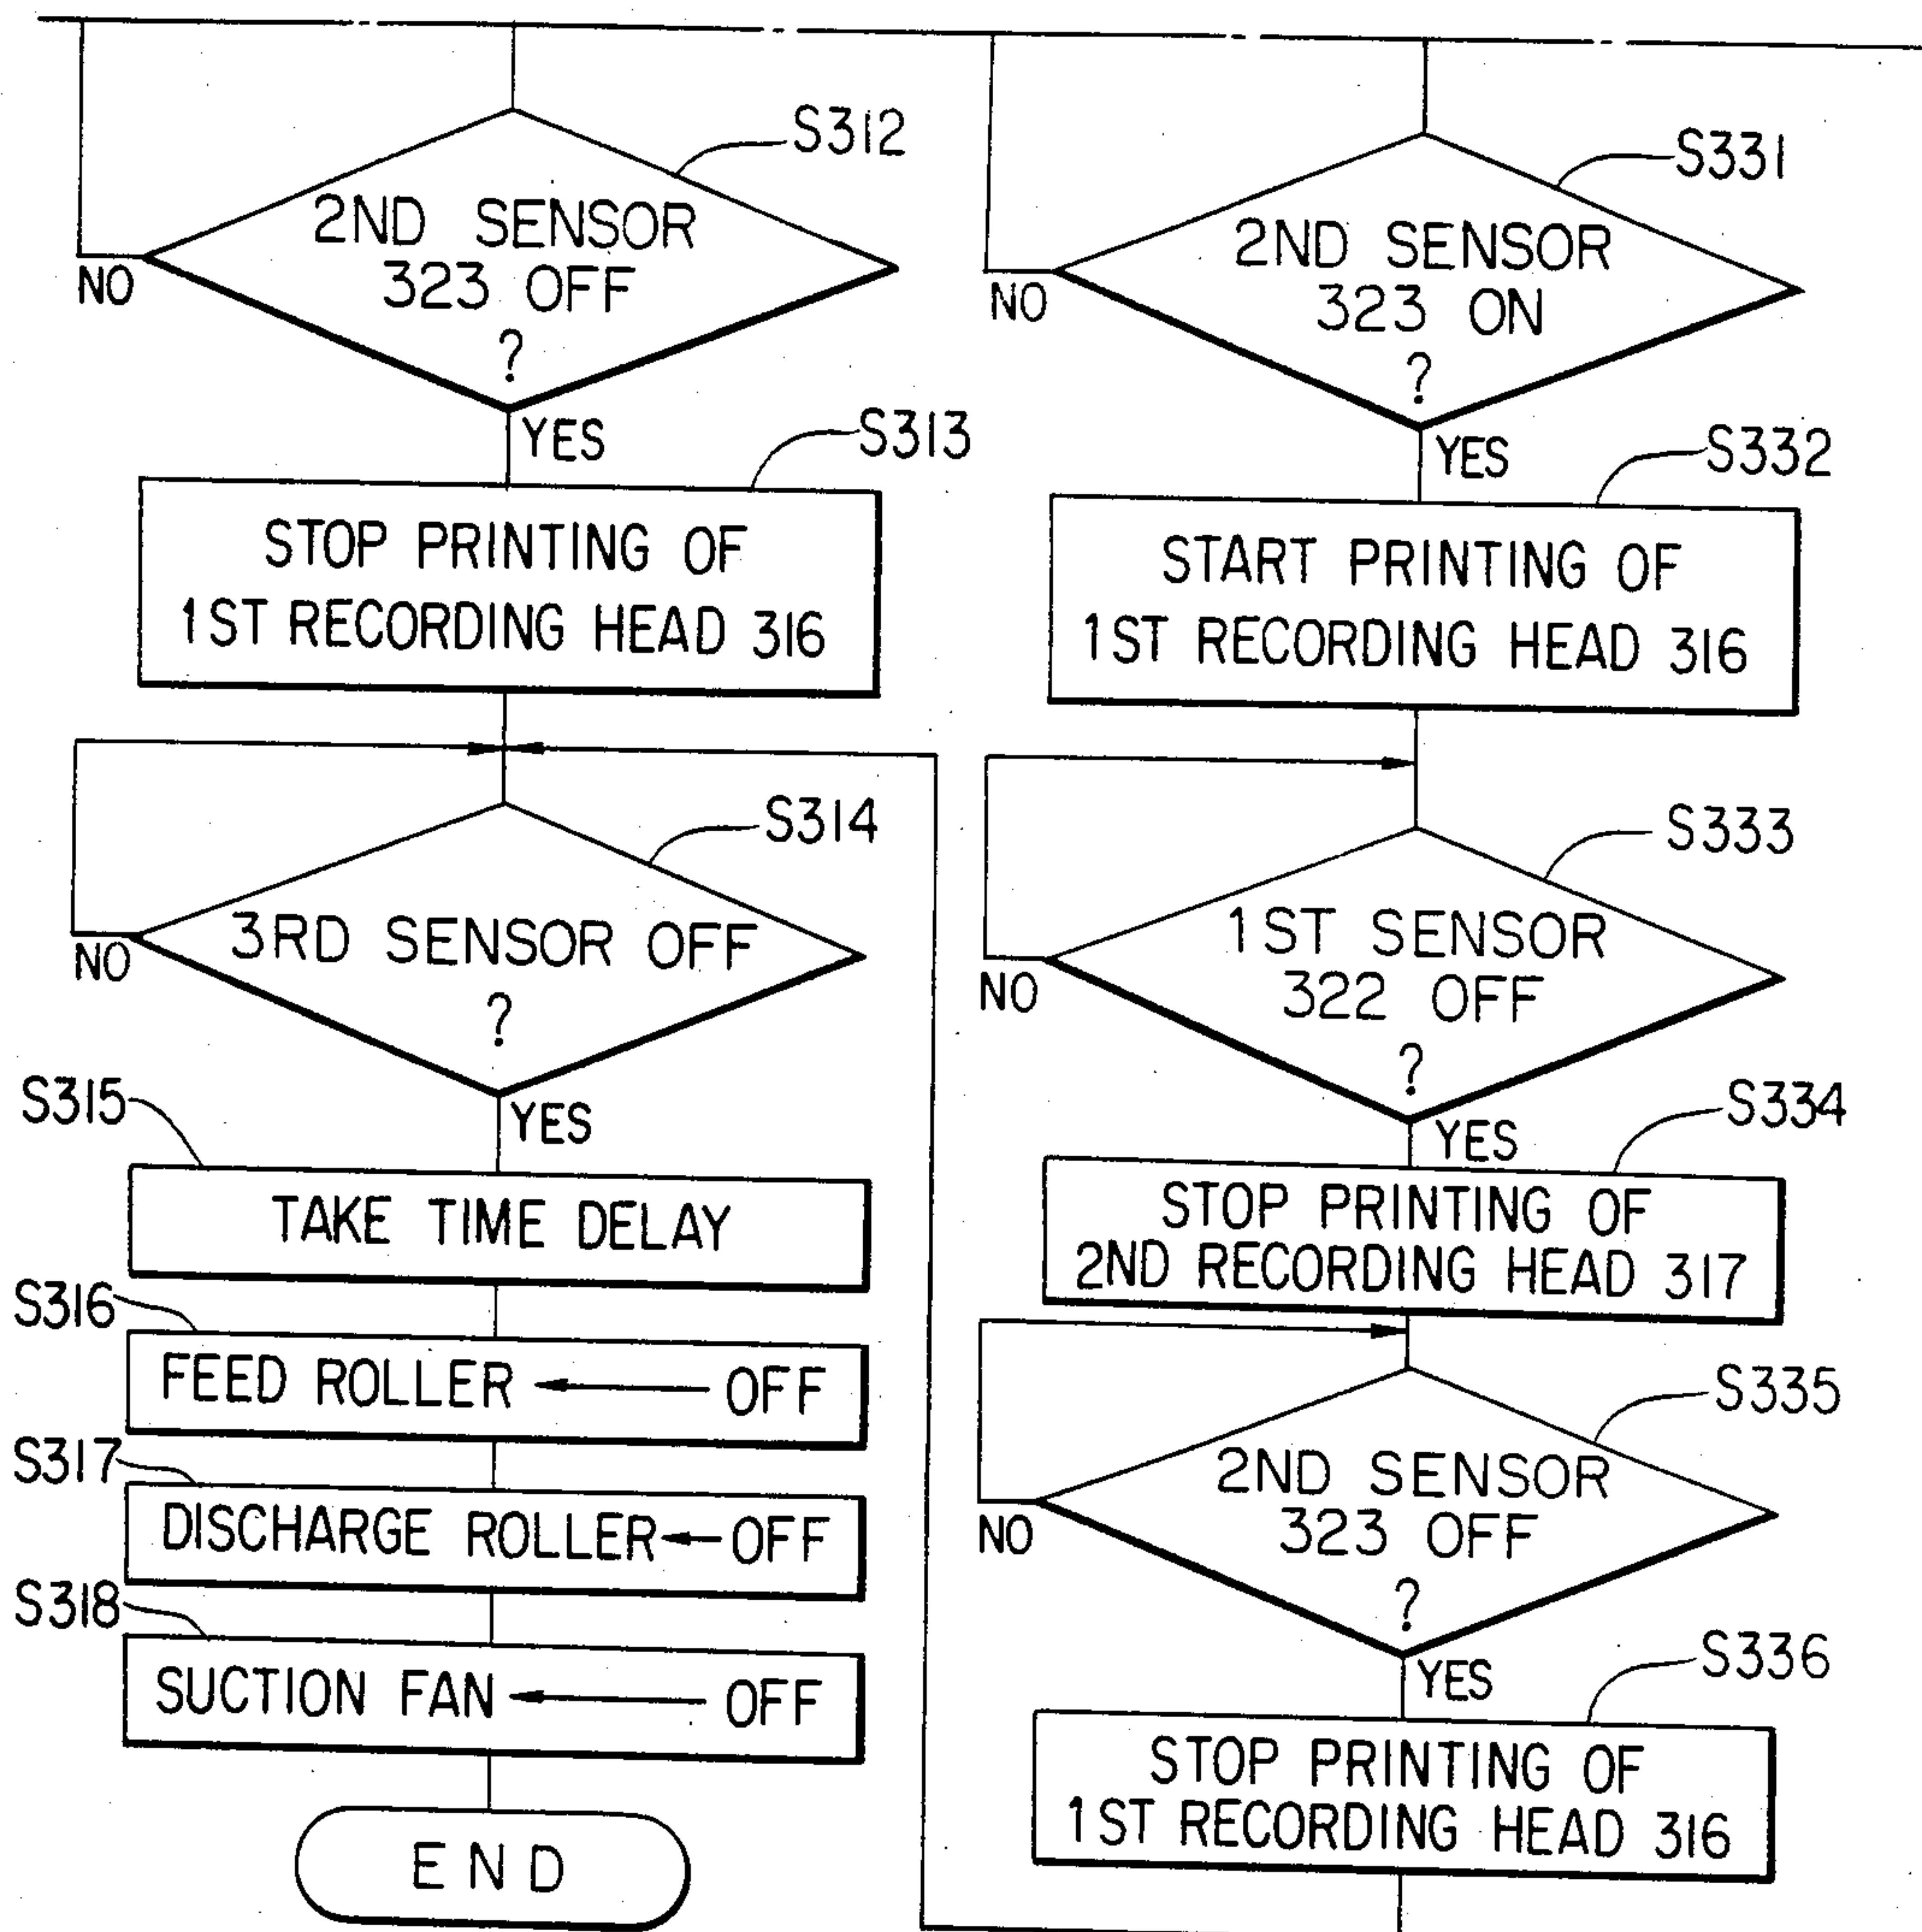 S312
2ND SENSOR
323 OFF
?
NO
YES
S313
STOP PRINTING OF
1ST RECORDING HEAD 316
S314
3RD SENSOR OFF
?
NO
YES
S315
TAKE TIME DELAY
S316
FEED ROLLER ← OFF
S317
DISCHARGE ROLLER ← OFF
S318
SUCTION FAN ← OFF
END
S331
2ND SENSOR
323 ON
?
NO
YES
S332
START PRINTING OF
1ST RECORDING HEAD 316
S333
1ST SENSOR
322 OFF
?
NO
YES
S334
STOP PRINTING OF
2ND RECORDING HEAD 317
S335
2ND SENSOR
323 OFF
?
NO
YES
S336
STOP PRINTING OF
1ST RECORDING HEAD 316